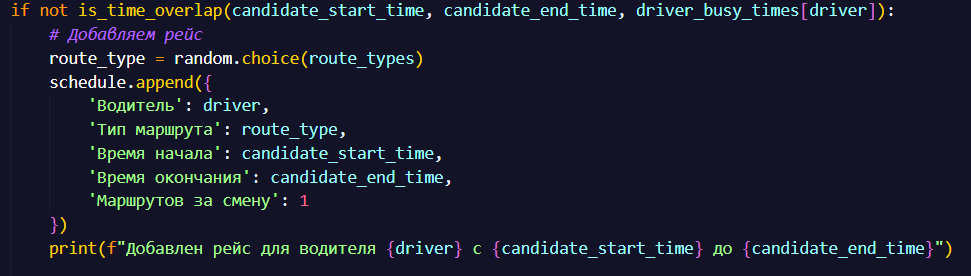 if not is_time_overlap(candidate_start_time, candidate_end_time, driver_busy_times[driver]):
    # Добавляем рейс
    route_type = random.choice(route_types)
    schedule.append({
        'Водитель': driver,
        'Тип маршрута': route_type,
        'Время начала': candidate_start_time,
        'Время окончания': candidate_end_time,
        'Маршрутов за смену': 1
    })
    print(f"Добавлен рейс для водителя {driver} с {candidate_start_time} до {candidate_end_time}")